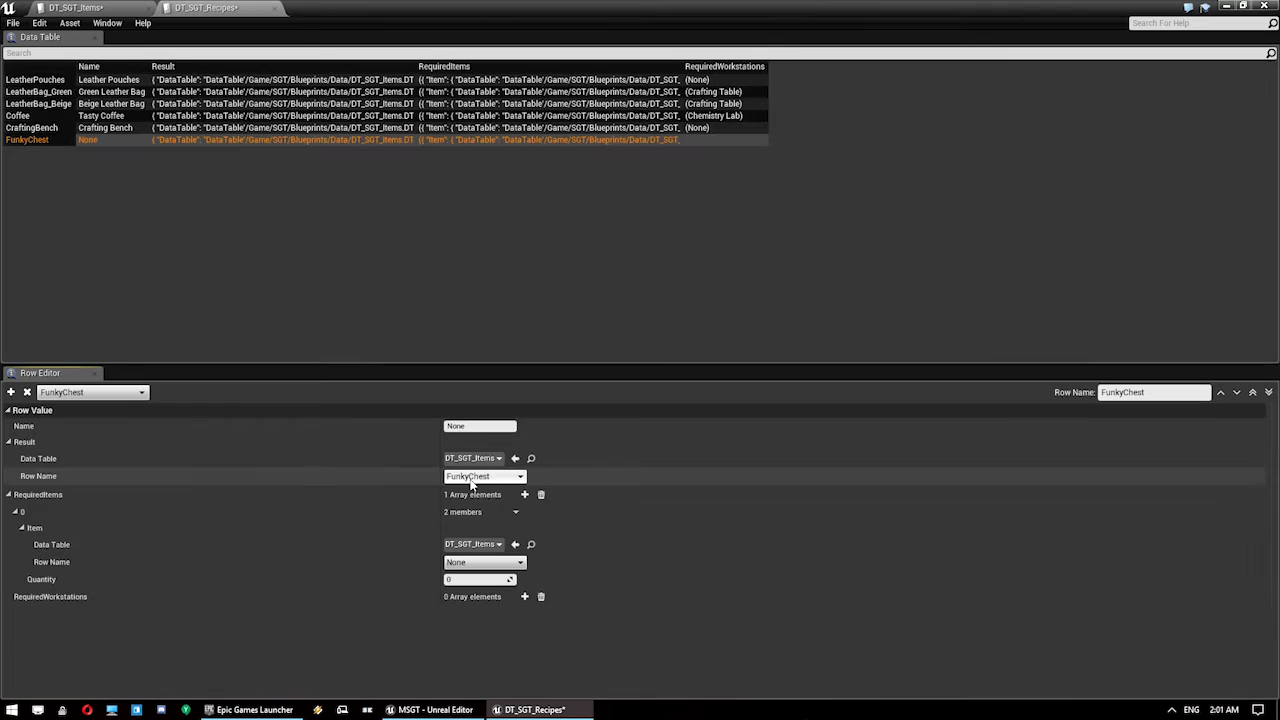 DT_SGT_Items*
DT_SGT_Recipes*
File Edit Asset Window Help
Search For Help
Data Table
Search
Name Result RequiredItems RequiredWorkstations
LeatherPouches Leather Pouches { "DataTable": "DataTable'/Game/SGT/Blueprints/Data/DT_SGT_Items.DT ({ "Item": { "DataTable": "DataTable'/Game/SGT/Blueprints/Data/DT_SGT_ (None)
LeatherBag_Green Green Leather Bag { "DataTable": "DataTable'/Game/SGT/Blueprints/Data/DT_SGT_Items.DT ({ "Item": { "DataTable": "DataTable'/Game/SGT/Blueprints/Data/DT_SGT_ (Crafting Table)
LeatherBag_Beige Beige Leather Bag { "DataTable": "DataTable'/Game/SGT/Blueprints/Data/DT_SGT_Items.DT ({ "Item": { "DataTable": "DataTable'/Game/SGT/Blueprints/Data/DT_SGT_ (Crafting Table)
Coffee Tasty Coffee { "DataTable": "DataTable'/Game/SGT/Blueprints/Data/DT_SGT_Items.DT ({ "Item": { "DataTable": "DataTable'/Game/SGT/Blueprints/Data/DT_SGT_ (Chemistry Lab)
CraftingBench Crafting Bench { "DataTable": "DataTable'/Game/SGT/Blueprints/Data/DT_SGT_Items.DT ({ "Item": { "DataTable": "DataTable'/Game/SGT/Blueprints/Data/DT_SGT_ (None)
FunkyChest None { "DataTable": "DataTable'/Game/SGT/Blueprints/Data/DT_SGT_Items.DT ({ "Item": { "DataTable": "DataTable'/Game/SGT/Blueprints/Data/DT_SGT_
Row Editor
FunkyChest Row Name: FunkyChest
Row Value
Name None
Result
Data Table DT_SGT_Items
Row Name FunkyChest
RequiredItems 1 Array elements
0 2 members
Item
Data Table DT_SGT_Items
Row Name None
Quantity 0
RequiredWorkstations 0 Array elements
Epic Games Launcher MSGT - Unreal Editor DT_SGT_Recipes* ENG 2:01 AM